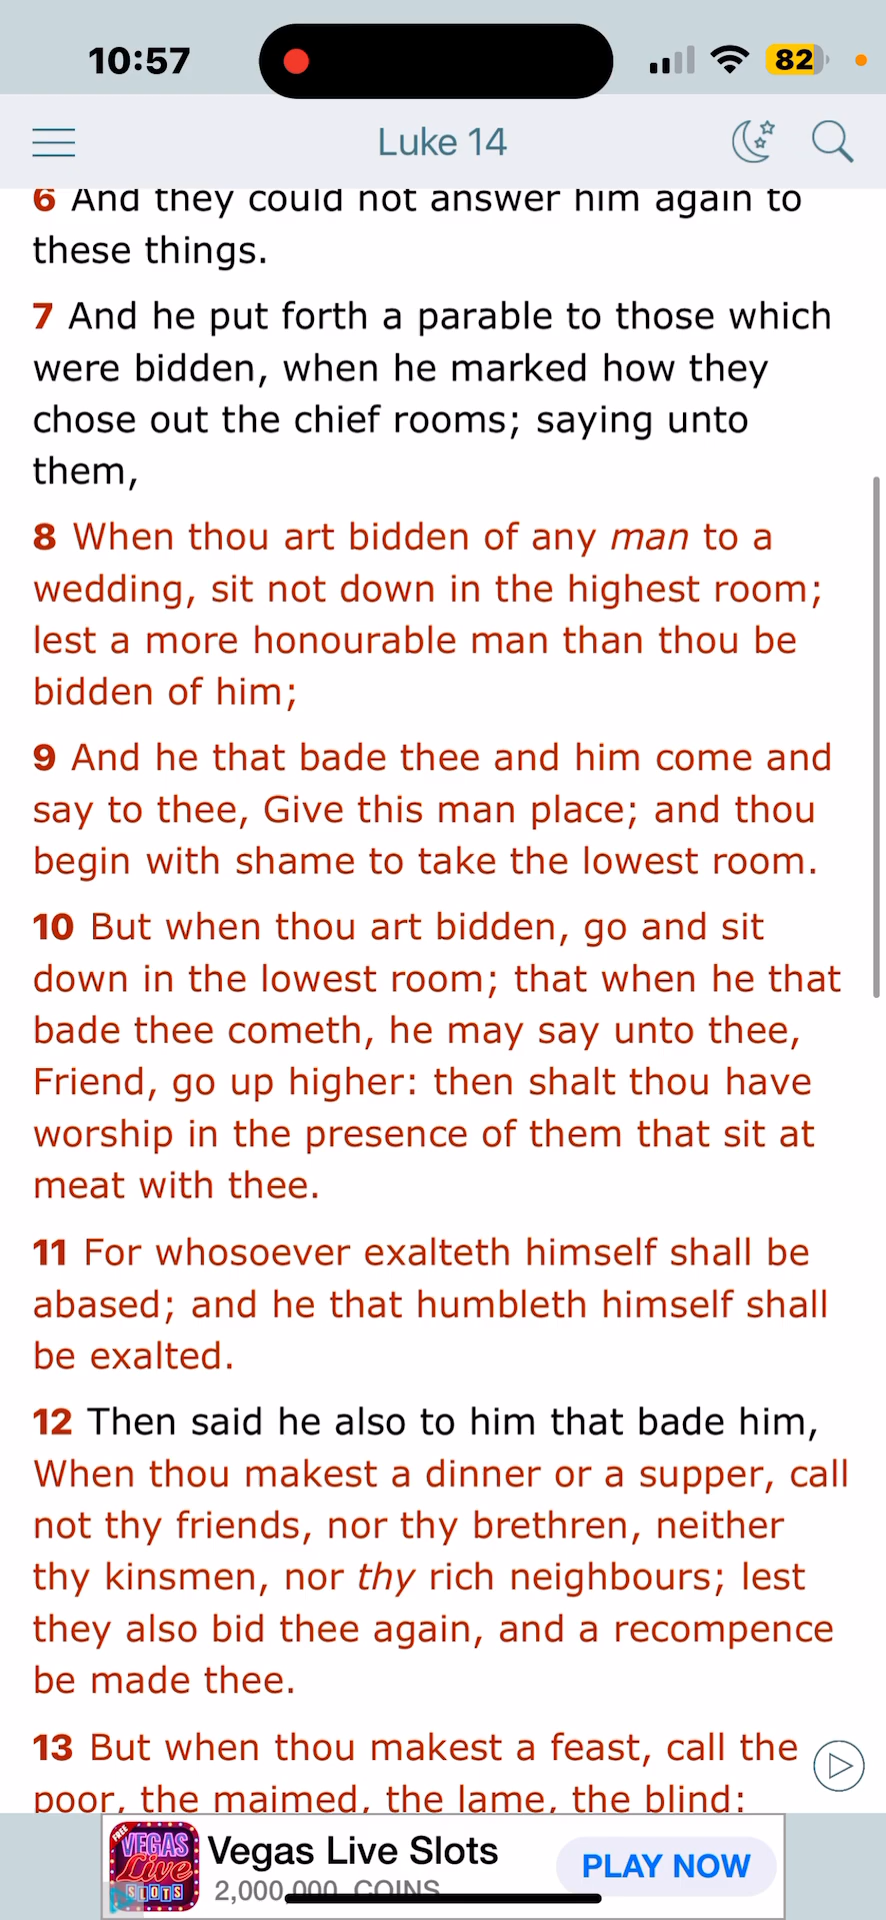 10:57
82
Luke 14
6 And they could not answer him again to
these things.
7 And he put forth a parable to those which
were bidden, when he marked how they
chose out the chief rooms; saying unto
them,
8 When thou art bidden of any man to a
wedding, sit not down in the highest room;
lest a more honourable man than thou be
bidden of him;
9 And he that bade thee and him come and
say to thee, Give this man place; and thou
begin with shame to take the lowest room.
10 But when thou art bidden, go and sit
down in the lowest room; that when he that
bade thee cometh, he may say unto thee,
Friend, go up higher: then shalt thou have
worship in the presence of them that sit at
meat with thee.
11 For whosoever exalteth himself shall be
abased; and he that humbleth himself shall
be exalted.
12 Then said he also to him that bade him,
When thou makest a dinner or a supper, call
not thy friends, nor thy brethren, neither
thy kinsmen, nor thy rich neighbours; lest
they also bid thee again, and a recompence
be made thee.
13 But when thou makest a feast, call the
poor, the maimed, the lame, the blind:
FREE
VEGAS
Live
SLOTS
Vegas Live Slots
2,000,000 COINS
PLAY NOW